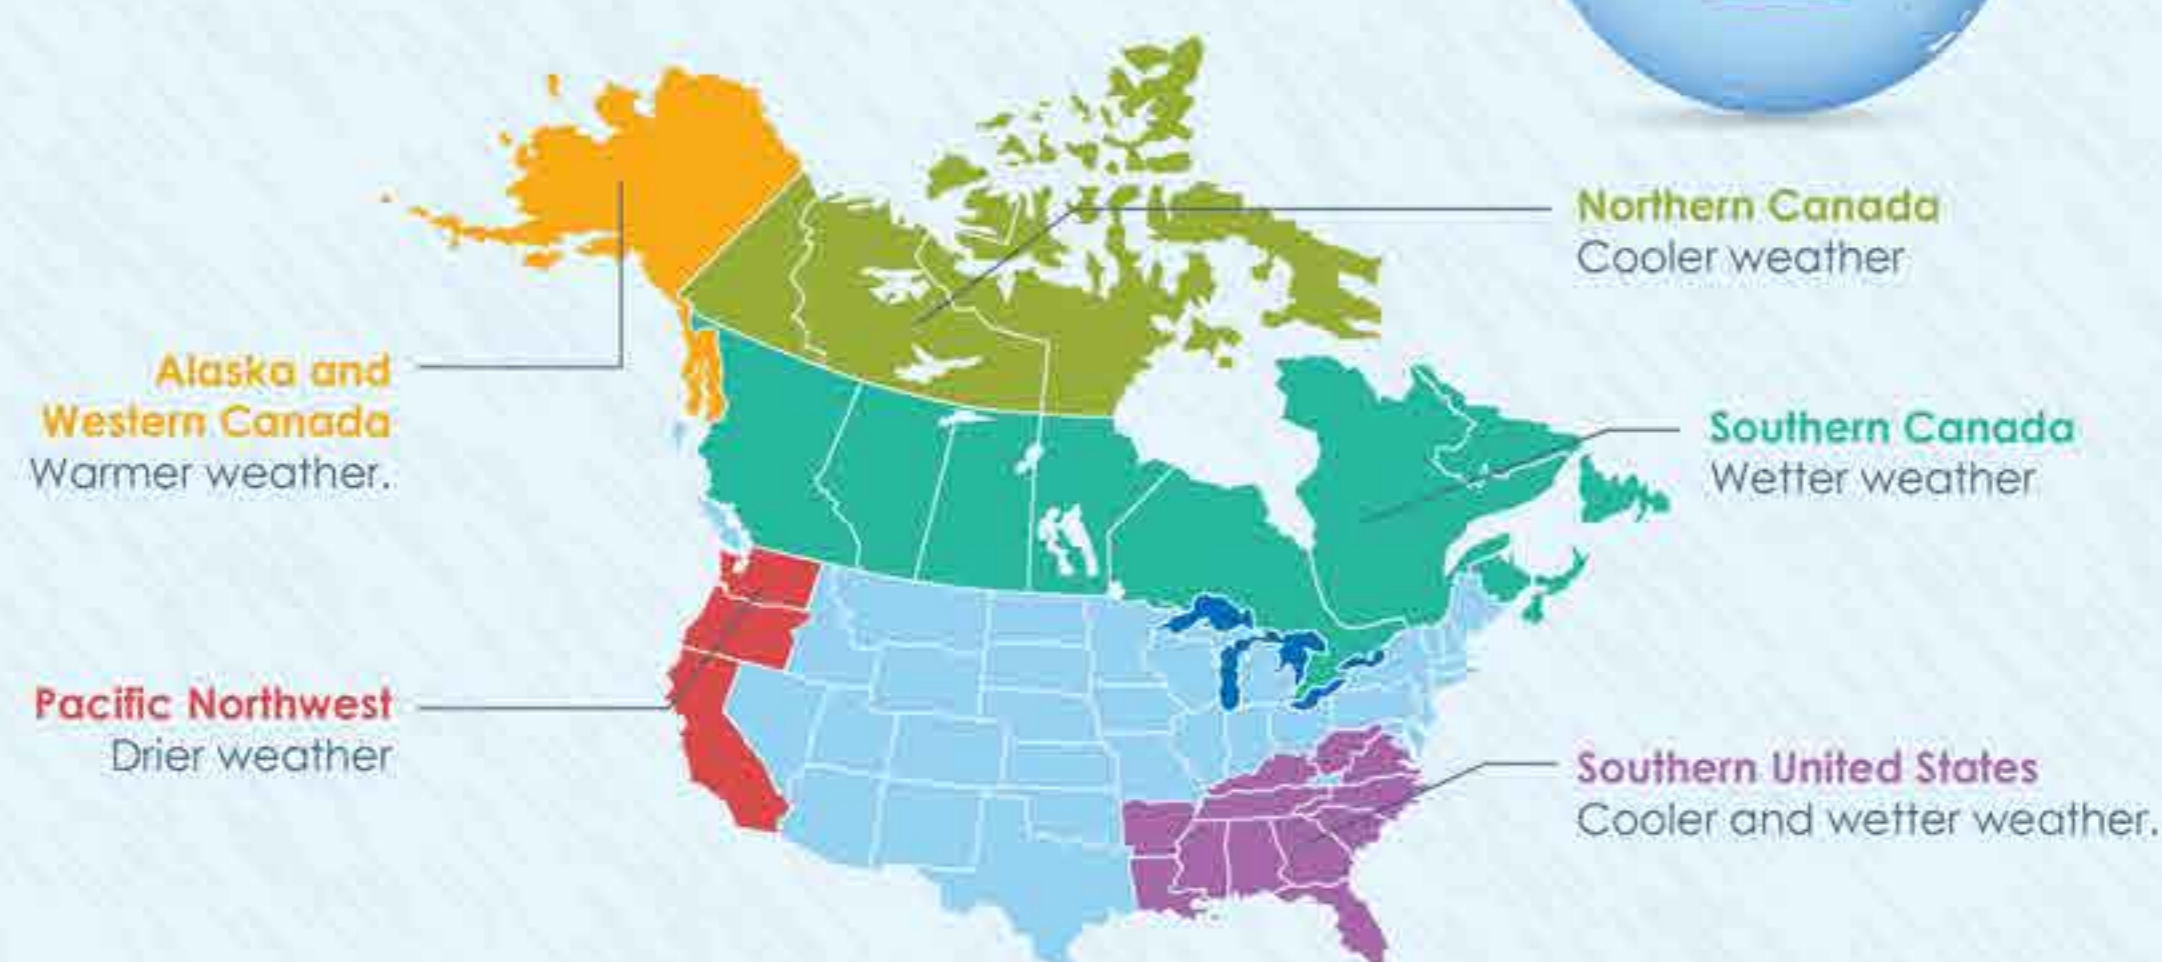 Northern Canada
Cooler weather
Alaska and
Western Canada
Warmer weather.
Southern Canada
Wetter weather
Pacific Northwest
Drier weather
Southern United States
Cooler and wetter weather.